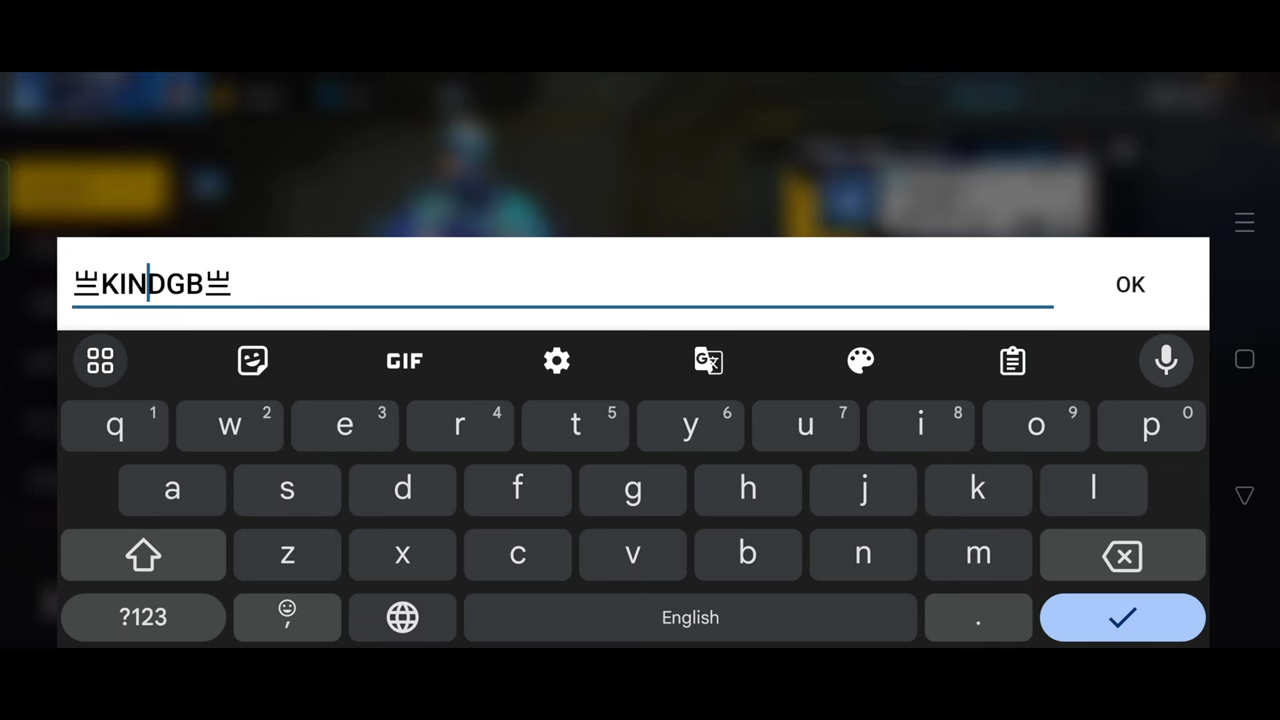 亗KINDGB亗
OK
GIF
q 1 w 2 e 3 r 4 t 5 y 6 u 7 i 8 o 9 p 0
a s d f g h j k l
z x c v b n m
?123 , English .